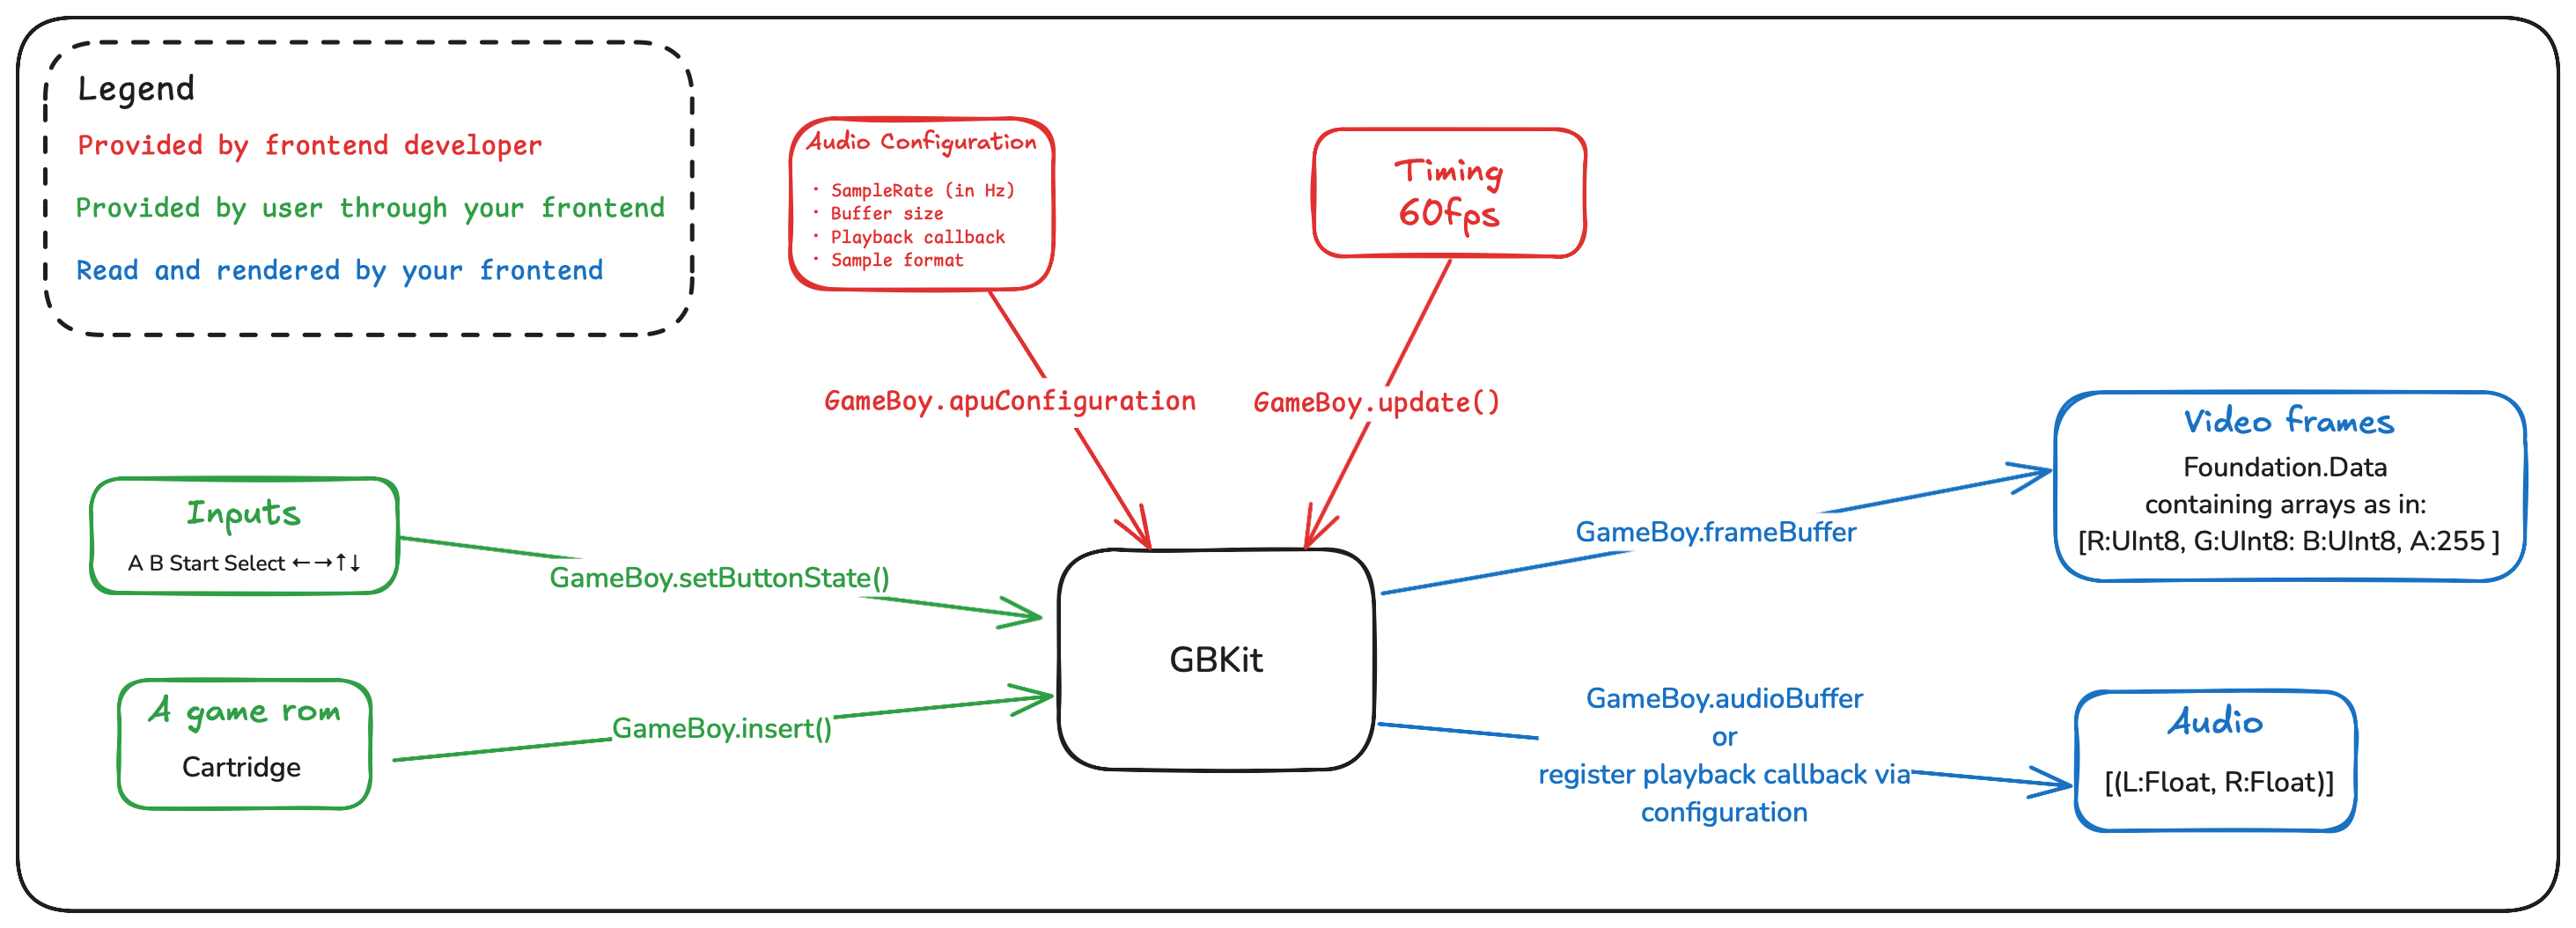 Legend
Provided by frontend developer
Provided by user through your frontend
Read and rendered by your frontend
Audio Configuration
· SampleRate (in Hz)
· Buffer size
· Playback callback
· Sample format
Timing
60fps
GameBoy.apuConfiguration
GameBoy.update()
Inputs
A B Start Select ←→↑↓
GameBoy.setButtonState()
A game rom
Cartridge
GameBoy.insert()
GBKit
GameBoy.frameBuffer
Video frames
Foundation.Data
containing arrays as in:
[R:UInt8, G:UInt8: B:UInt8, A:255 ]
GameBoy.audioBuffer
or
register playback callback via
configuration
Audio
[(L:Float, R:Float)]